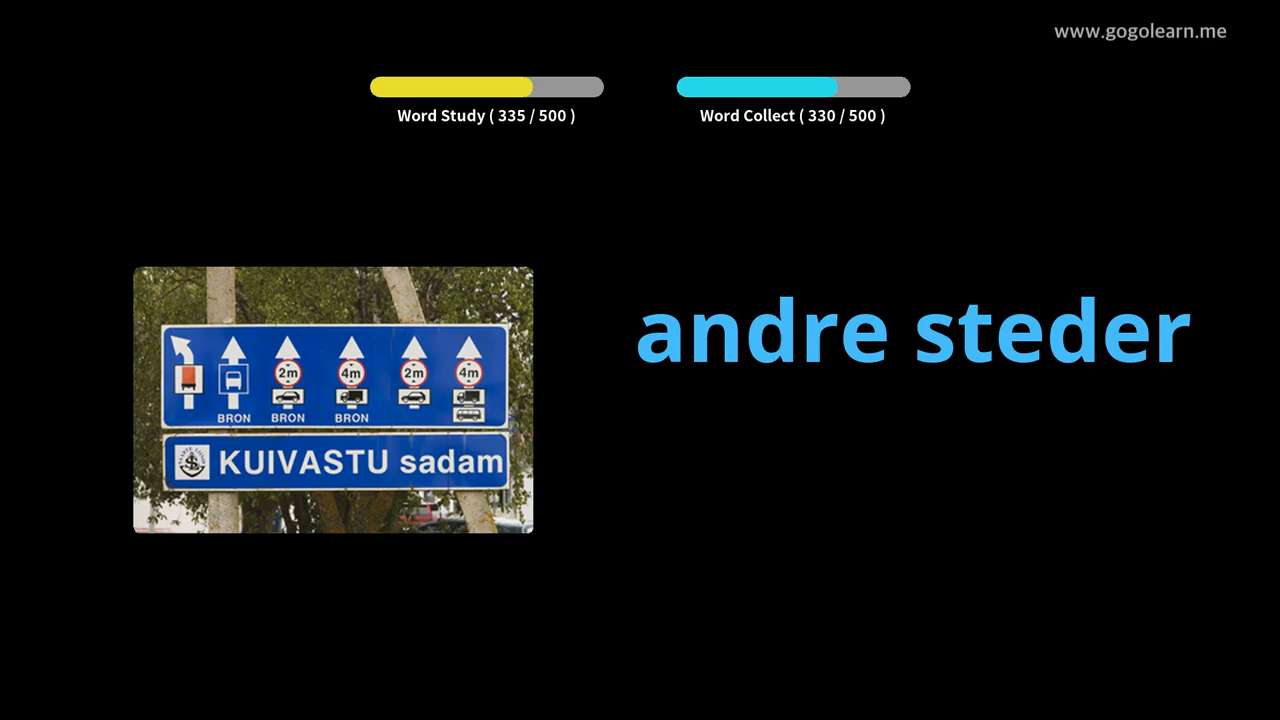 www.gogolearn.me
Word Study ( 335 / 500 )
Word Collect ( 330 / 500 )
andre steder
2m 4m 2m 4m
BRON BRON BRON
KUIVASTU sadam